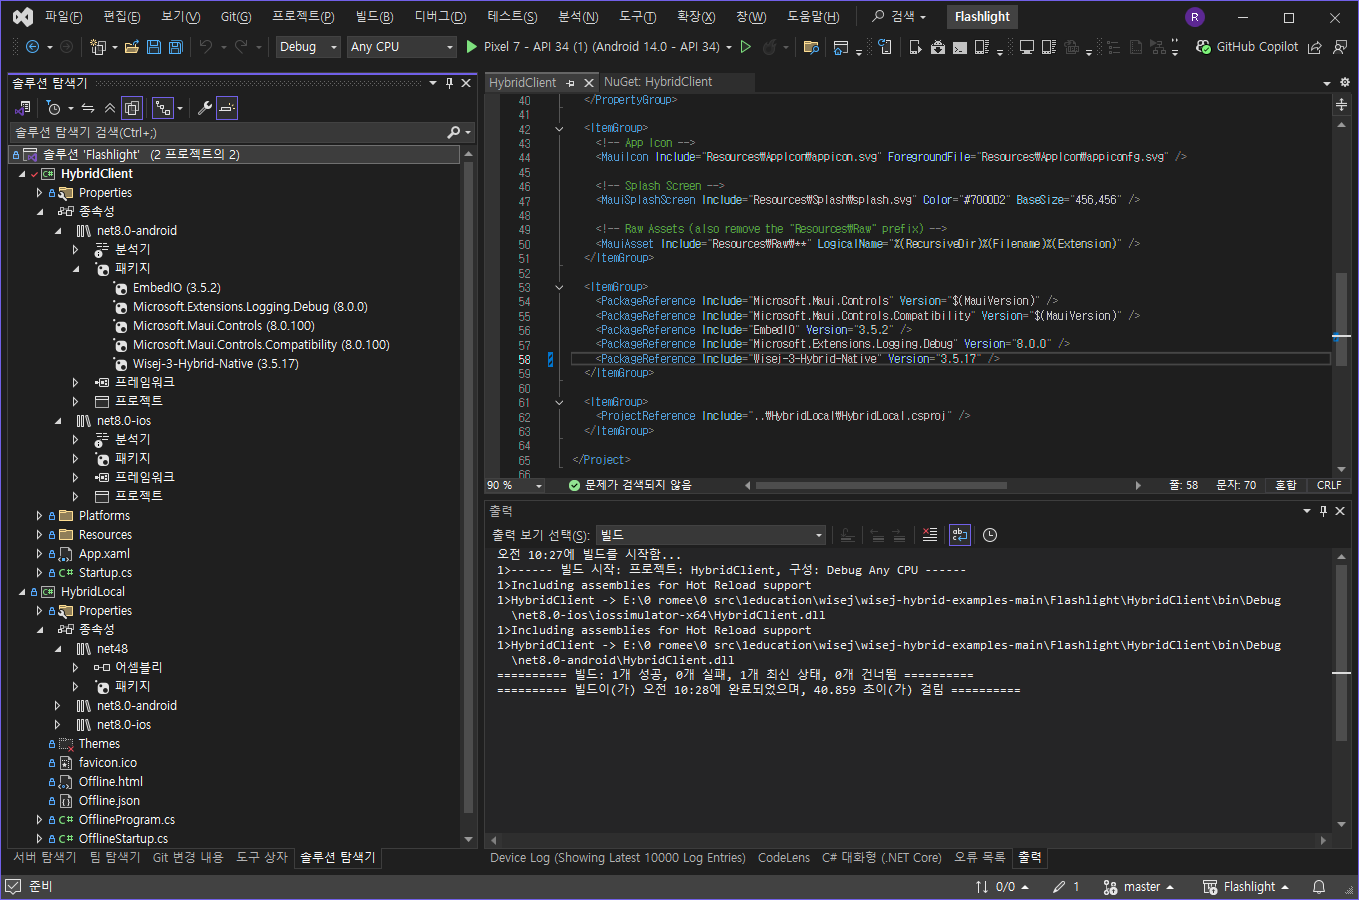 파일(F) 편집(E) 보기(V) Git(G) 프로젝트(P) 빌드(B) 디버그(D) 테스트(S) 분석(N) 도구(T) 확장(X) 창(W) 도움말(H) 검색 Flashlight R
Debug Any CPU Pixel 7 - API 34 (1) (Android 14.0 - API 34) GitHub Copilot
솔루션 탐색기
솔루션 탐색기 검색(Ctrl+;)
솔루션 'Flashlight' (2 프로젝트의 2)
HybridClient
Properties
종속성
net8.0-android
분석기
패키지
EmbedIO (3.5.2)
Microsoft.Extensions.Logging.Debug (8.0.0)
Microsoft.Maui.Controls (8.0.100)
Microsoft.Maui.Controls.Compatibility (8.0.100)
Wisej-3-Hybrid-Native (3.5.17)
프레임워크
프로젝트
net8.0-ios
분석기
패키지
프레임워크
프로젝트
Platforms
Resources
App.xaml
C# Startup.cs
HybridLocal
Properties
종속성
net48
어셈블리
패키지
net8.0-android
net8.0-ios
Themes
favicon.ico
Offline.html
Offline.json
C# OfflineProgram.cs
C# OfflineStartup.cs
서버 탐색기 팀 탐색기 Git 변경 내용 도구 상자 솔루션 탐색기
HybridClient NuGet: HybridClient
40 </PropertyGroup>
41
42 <ItemGroup>
43 <!-- App Icon -->
44 <MauiIcon Include="Resources₩AppIcon₩appicon.svg" ForegroundFile="Resources₩AppIcon₩appiconfg.svg" />
45
46 <!-- Splash Screen -->
47 <MauiSplashScreen Include="Resources₩Splash₩splash.svg" Color="#7000D2" BaseSize="456,456" />
48
49 <!-- Raw Assets (also remove the "Resources₩Raw" prefix) -->
50 <MauiAsset Include="Resources₩Raw₩**" LogicalName="%(RecursiveDir)%(Filename)%(Extension)" />
51 </ItemGroup>
52
53 <ItemGroup>
54 <PackageReference Include="Microsoft.Maui.Controls" Version="$(MauiVersion)" />
55 <PackageReference Include="Microsoft.Maui.Controls.Compatibility" Version="$(MauiVersion)" />
56 <PackageReference Include="EmbedIO" Version="3.5.2" />
57 <PackageReference Include="Microsoft.Extensions.Logging.Debug" Version="8.0.0" />
58 <PackageReference Include="Wisej-3-Hybrid-Native" Version="3.5.17" />
59 </ItemGroup>
60
61 <ItemGroup>
62 <ProjectReference Include="..₩HybridLocal₩HybridLocal.csproj" />
63 </ItemGroup>
64
65 </Project>
66
90 % 문제가 검색되지 않음 줄: 58 문자: 70 혼합 CRLF
출력
출력 보기 선택(S): 빌드
오전 10:27에 빌드를 시작함...
1>------ 빌드 시작: 프로젝트: HybridClient, 구성: Debug Any CPU ------
1>Including assemblies for Hot Reload support
1>HybridClient -> E:\0 romee\0 src\1education\wisej\wisej-hybrid-examples-main\Flashlight\HybridClient\bin\Debug
\net8.0-ios\iossimulator-x64\HybridClient.dll
1>Including assemblies for Hot Reload support
1>HybridClient -> E:\0 romee\0 src\1education\wisej\wisej-hybrid-examples-main\Flashlight\HybridClient\bin\Debug
\net8.0-android\HybridClient.dll
========== 빌드: 1개 성공, 0개 실패, 1개 최신 상태, 0개 건너뜀 ==========
========== 빌드이(가) 오전 10:28에 완료되었으며, 40.859 초이(가) 걸림 ==========
Device Log (Showing Latest 10000 Log Entries) CodeLens C# 대화형 (.NET Core) 오류 목록 출력
준비 0/0 1 master Flashlight